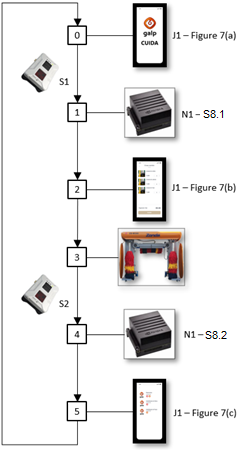 0
galp
CUIDA
J1 – Figure 7(a)
S1
1
N1 – S8.1
2
J1 – Figure 7(b)
3
S2
4
N1 – S8.2
5
J1 – Figure 7(c)